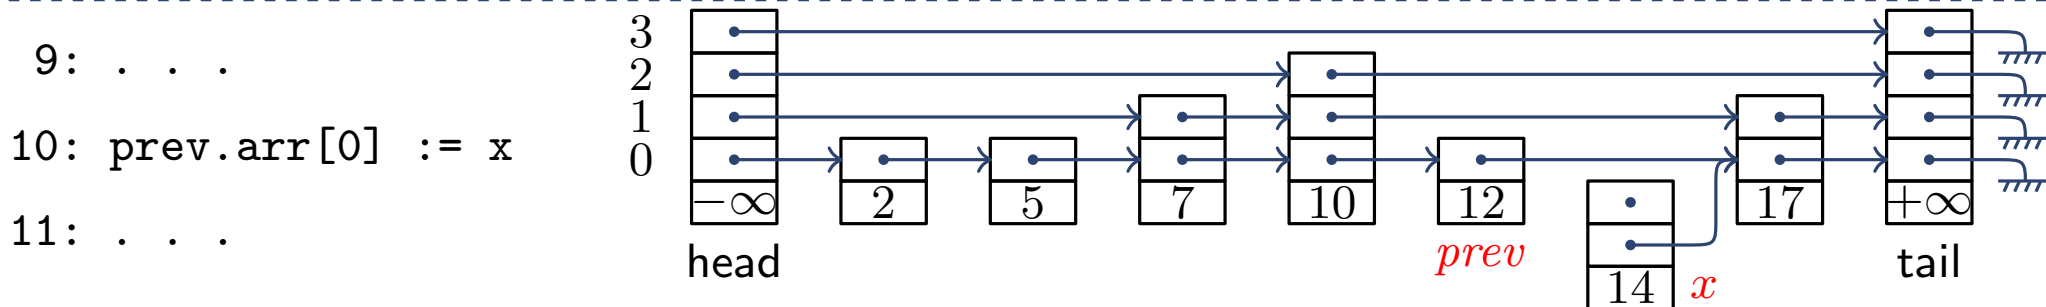 9: . . .
10: prev.arr[0] := x
11: . . .
3
2
1
0
−∞ 2 5 7 10 12 17 +∞
head prev tail
14 x